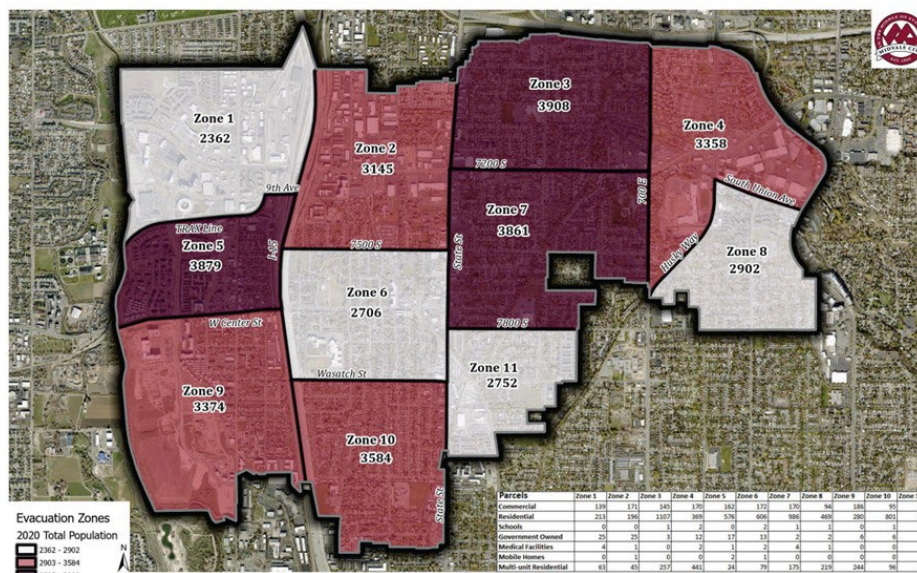 Zone 1
2362
Zone 2
3145
Zone 3
3908
Zone 4
3358
9th Ave
7200 S
TRAX Line
Zone 5
3879
I-15
7500 S
State St
Zone 7
3861
700 E
South Union Ave
Husky Way
Zone 8
2902
Zone 6
2706
W Center St
7800 S
Wasatch St
Zone 11
2752
Zone 9
3374
Zone 10
3584
State St
MIDVALE CITY
Evacuation Zones
2020 Total Population
2362 - 2902
2903 - 3584
N
Parcels Zone 1 Zone 2 Zone 3 Zone 4 Zone 5 Zone 6 Zone 7 Zone 8 Zone 9 Zone 10 Zone
Commercial 139 171 145 170 162 172 170 94 186 95
Residential 213 196 1107 369 576 606 986 469 280 801
Schools 0 0 1 2 0 2 1 1 0 1
Government Owned 25 25 3 12 17 13 2 2 6 6
Medical Facilities 4 1 0 2 1 2 4 1 0 0
Mobile Homes 0 1 0 0 2 1 0 0 0 0
Multi-unit Residential 63 45 257 441 24 79 175 219 244 96